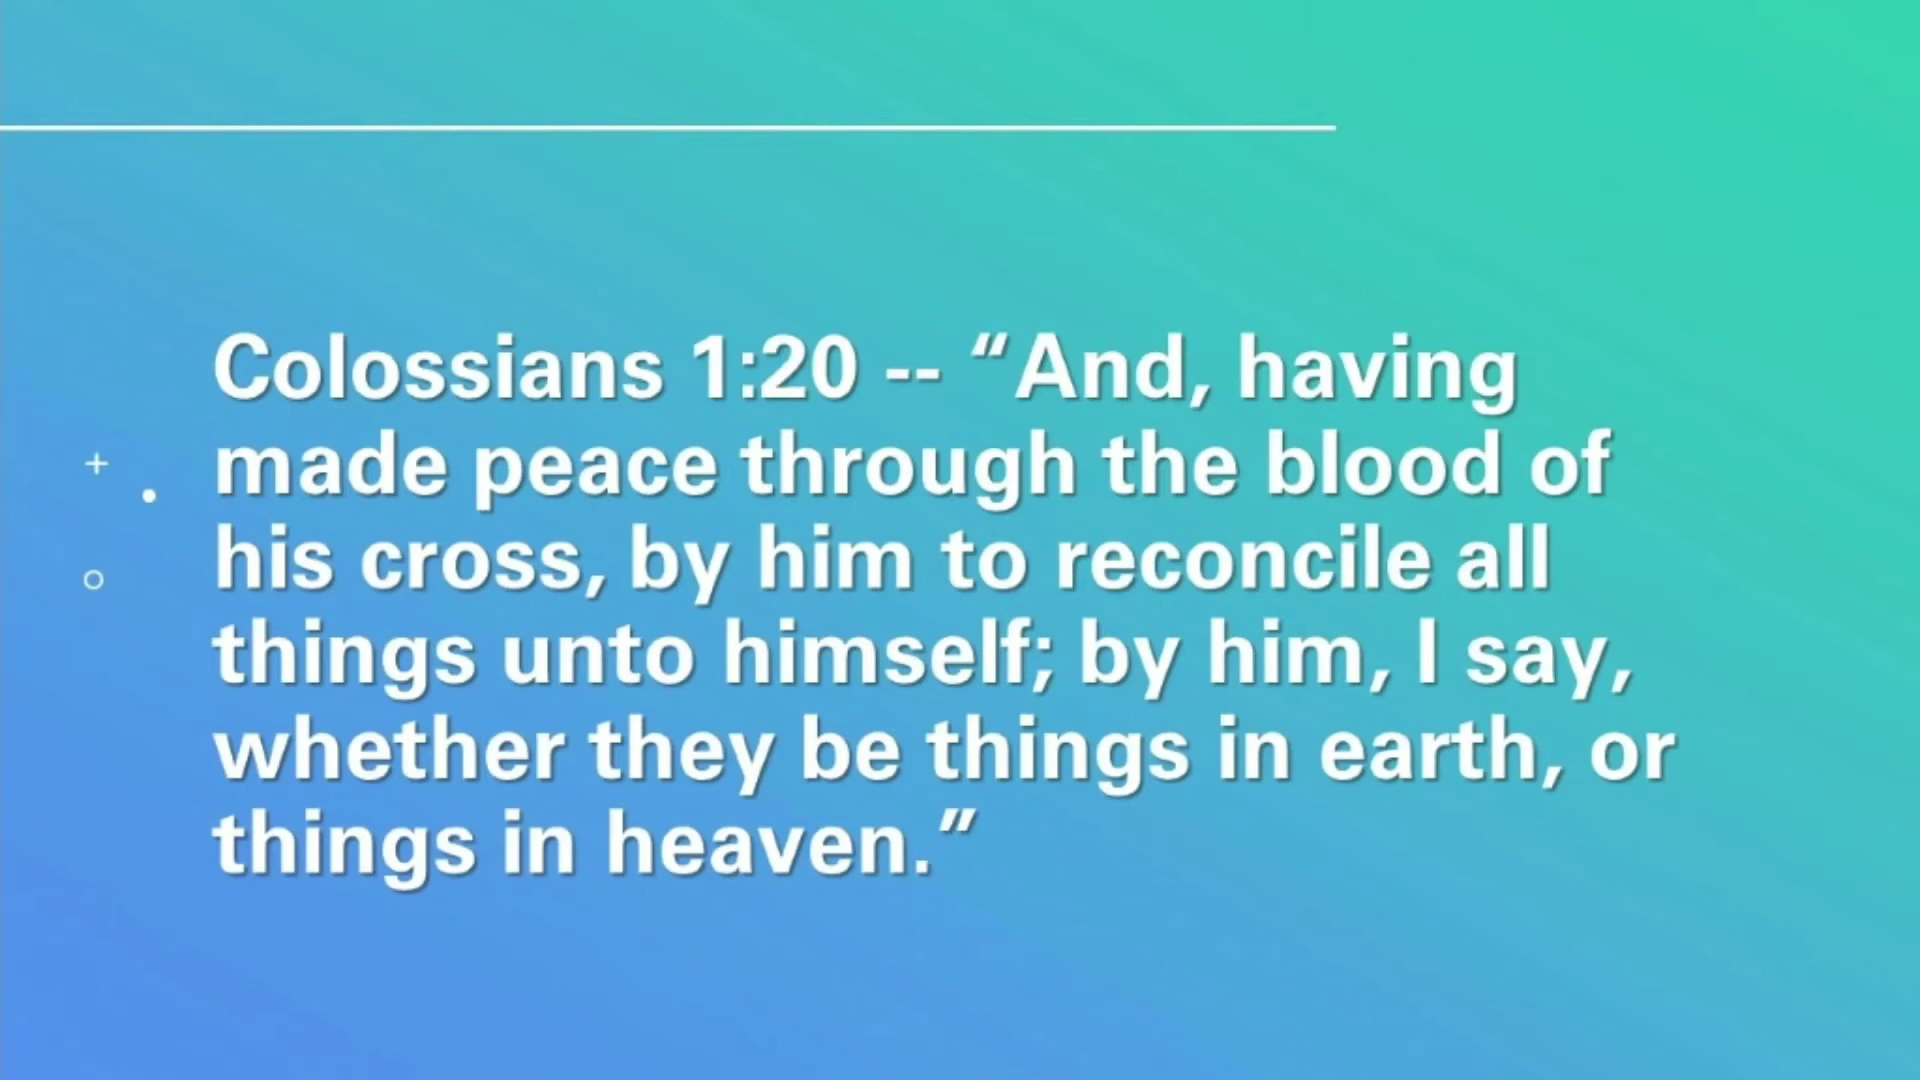 Colossians 1:20 -- “And, having
made peace through the blood of
his cross, by him to reconcile all
things unto himself; by him, I say,
whether they be things in earth, or
things in heaven.”